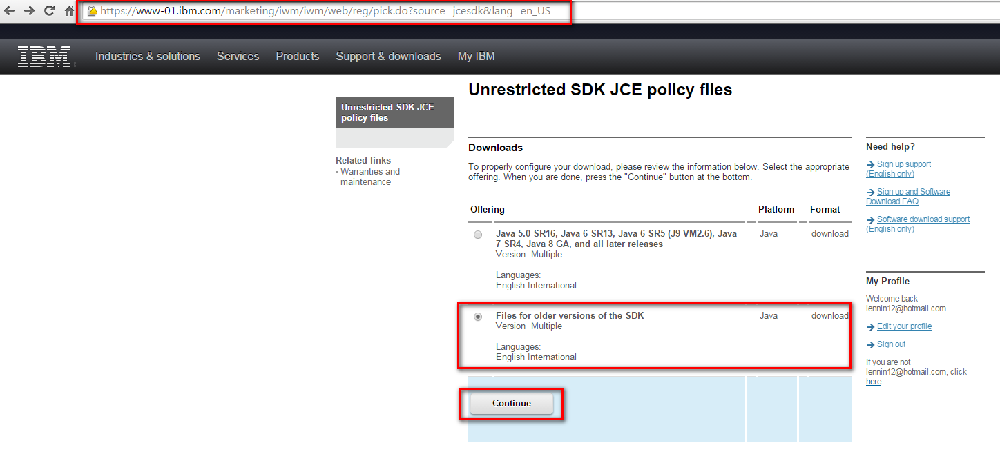 https://www-01.ibm.com/marketing/iwm/iwm/web/reg/pick.do?source=jcesdk&lang=en_US
IBM
Industries & solutions Services Products Support & downloads My IBM
Unrestricted SDK JCE
policy files
Related links
Warranties and
maintenance
Unrestricted SDK JCE policy files
Downloads
To properly configure your download, please review the information below. Select the appropriate
offering. When you are done, press the "Continue" button at the bottom.
Offering Platform Format
Java 5.0 SR16, Java 6 SR13, Java 6 SR5 (J9 VM2.6), Java Java download
7 SR4, Java 8 GA, and all later releases
Version Multiple
Languages:
English International
Files for older versions of the SDK Java download
Version Multiple
Languages:
English International
Continue
Need help?
Sign up support
(English only)
Sign up and Software
Download FAQ
Software download support
(English only)
My Profile
Welcome back
lennin12@hotmail.com
Edit your profile
Sign out
If you are not
lennin12@hotmail.com, click
here.